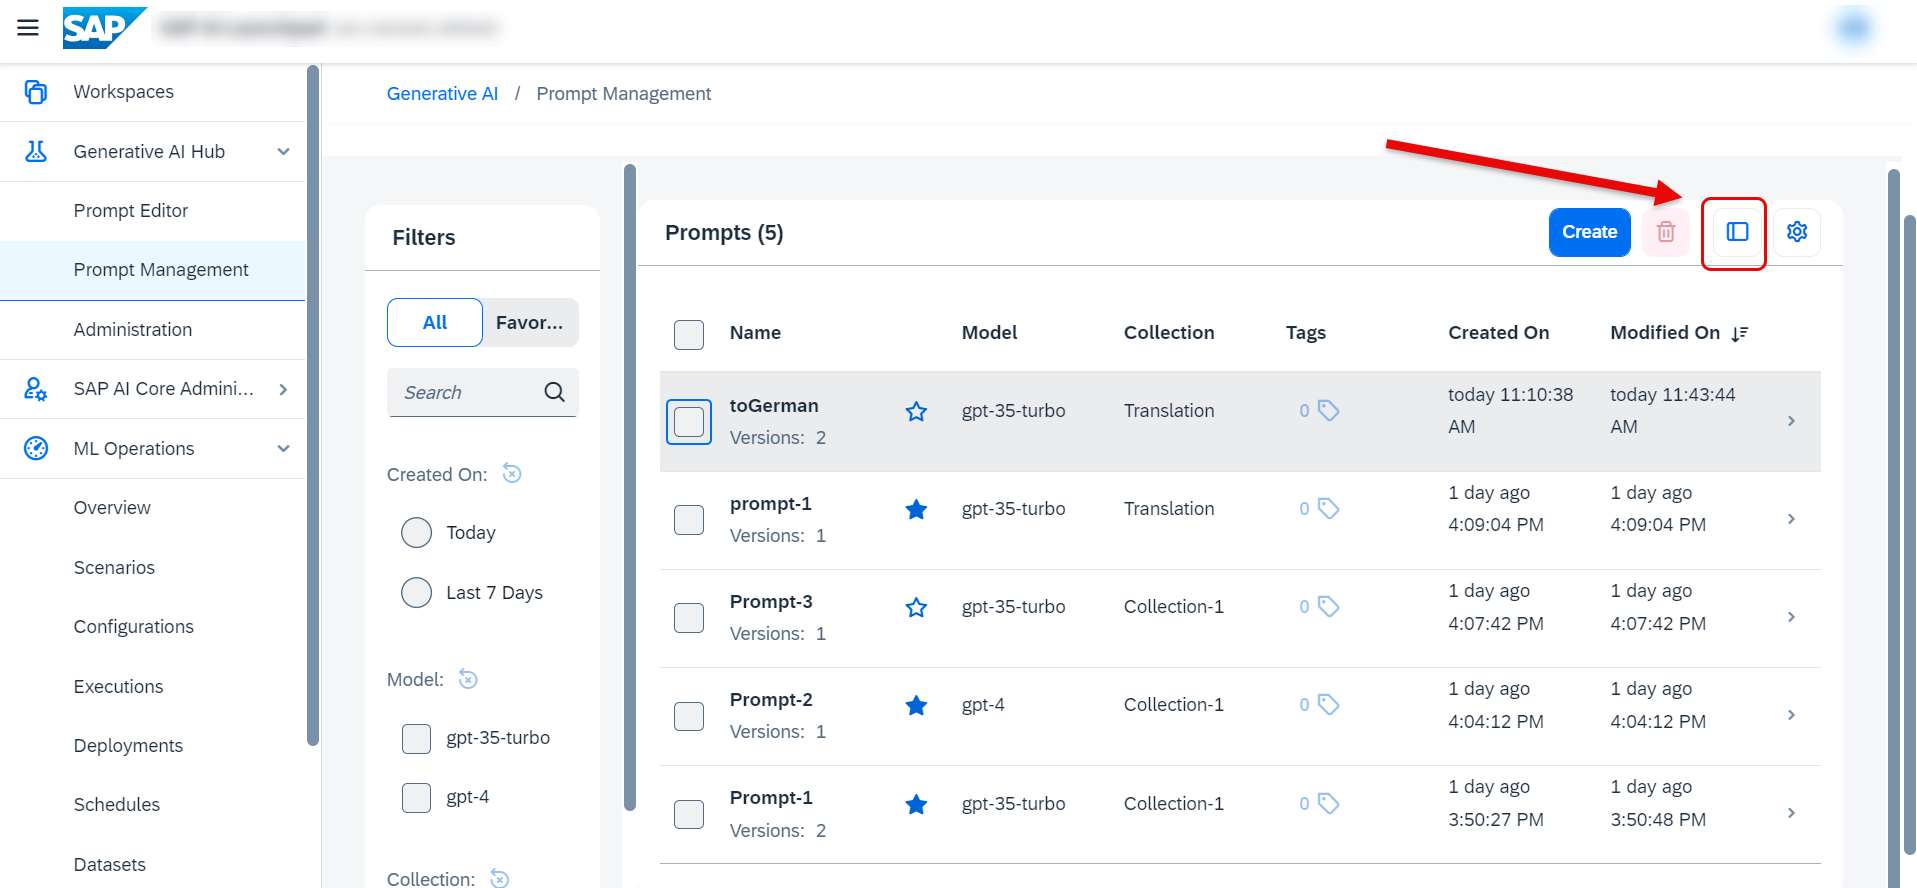 SAP
Workspaces
Generative AI Hub
Prompt Editor
Prompt Management
Administration
SAP AI Core Admini...
ML Operations
Overview
Scenarios
Configurations
Executions
Deployments
Schedules
Datasets
Generative AI / Prompt Management
Filters
All Favor...
Search
Created On:
Today
Last 7 Days
Model:
gpt-35-turbo
gpt-4
Collection:
Prompts (5)
Create
Name Model Collection Tags Created On Modified On
toGerman gpt-35-turbo Translation 0 today 11:10:38 today 11:43:44
Versions: 2 AM AM
prompt-1 gpt-35-turbo Translation 0 1 day ago 1 day ago
Versions: 1 4:09:04 PM 4:09:04 PM
Prompt-3 gpt-35-turbo Collection-1 0 1 day ago 1 day ago
Versions: 1 4:07:42 PM 4:07:42 PM
Prompt-2 gpt-4 Collection-1 0 1 day ago 1 day ago
Versions: 1 4:04:12 PM 4:04:12 PM
Prompt-1 gpt-35-turbo Collection-1 0 1 day ago 1 day ago
Versions: 2 3:50:27 PM 3:50:48 PM